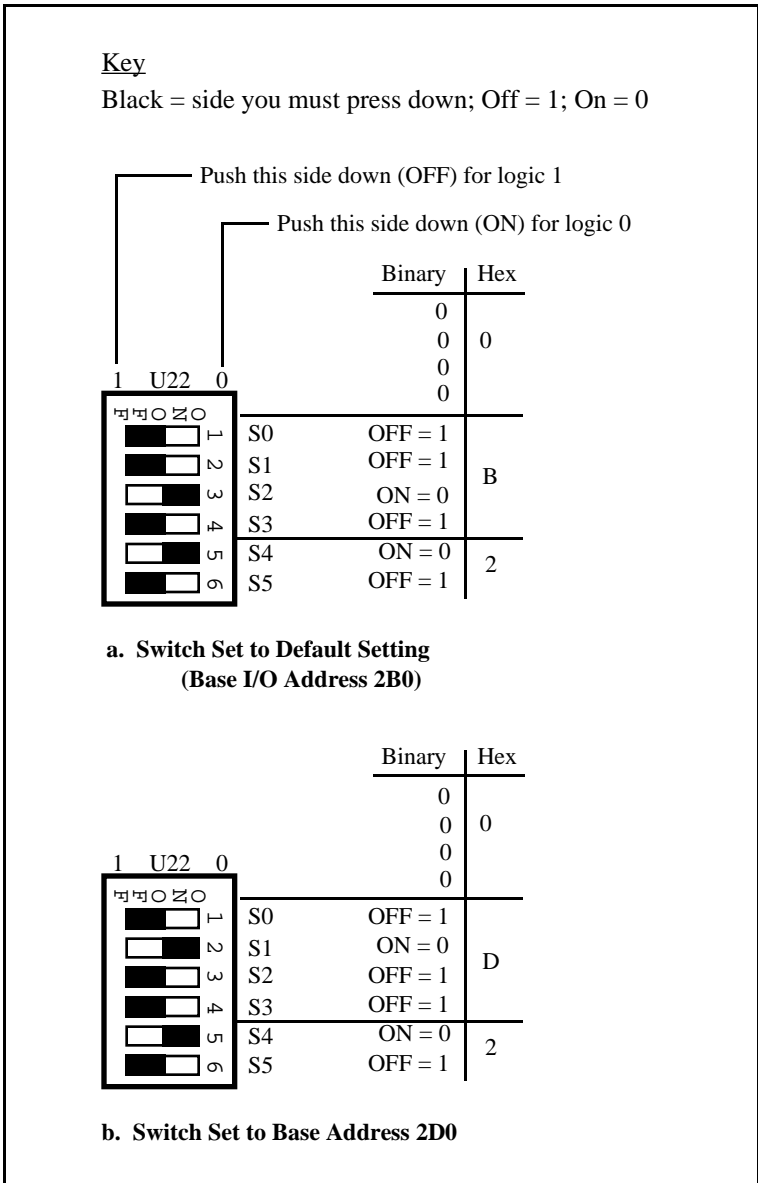 Key
Black = side you must press down; Off = 1; On = 0
Push this side down (OFF) for logic 1
Push this side down (ON) for logic 0
Binary Hex
0
0 0
0
0
1 U22 0
OFF ON
1 S0 OFF = 1
2 S1 OFF = 1
B
3 S2 ON = 0
4 S3 OFF = 1
5 S4 ON = 0
2
6 S5 OFF = 1
a. Switch Set to Default Setting
(Base I/O Address 2B0)
Binary Hex
0
0 0
0
0
1 U22 0
OFF ON
1 S0 OFF = 1
2 S1 ON = 0
D
3 S2 OFF = 1
4 S3 OFF = 1
5 S4 ON = 0
2
6 S5 OFF = 1
b. Switch Set to Base Address 2D0